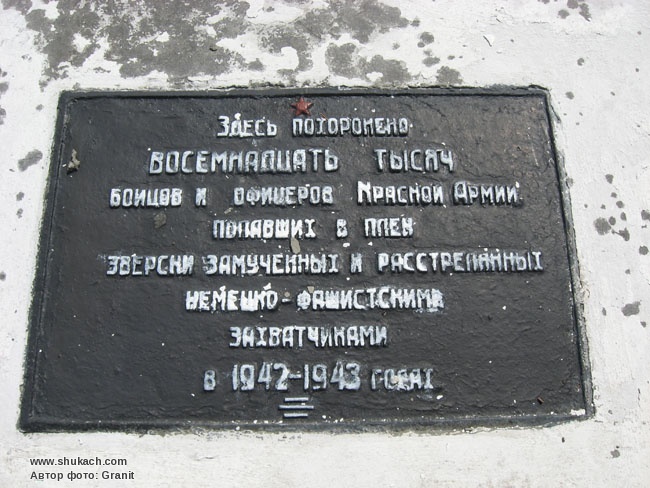 Здесь похоронено
ВОСЕМНАДЦАТЬ ТЫСЯЧ
БОЙЦОВ И ОФИЦЕРОВ КРАСНОЙ АРМИИ
ПОПАВШИХ В ПЛЕН
ЗВЕРСКИ ЗАМУЧЕННЫХ И РАССТРЕЛЯННЫХ
НЕМЕЦКО-ФАШИСТСКИМИ
ЗАХВАТЧИКАМИ
В 1942-1943 ГОДАХ
www.shukach.com
Автор фото: Granit